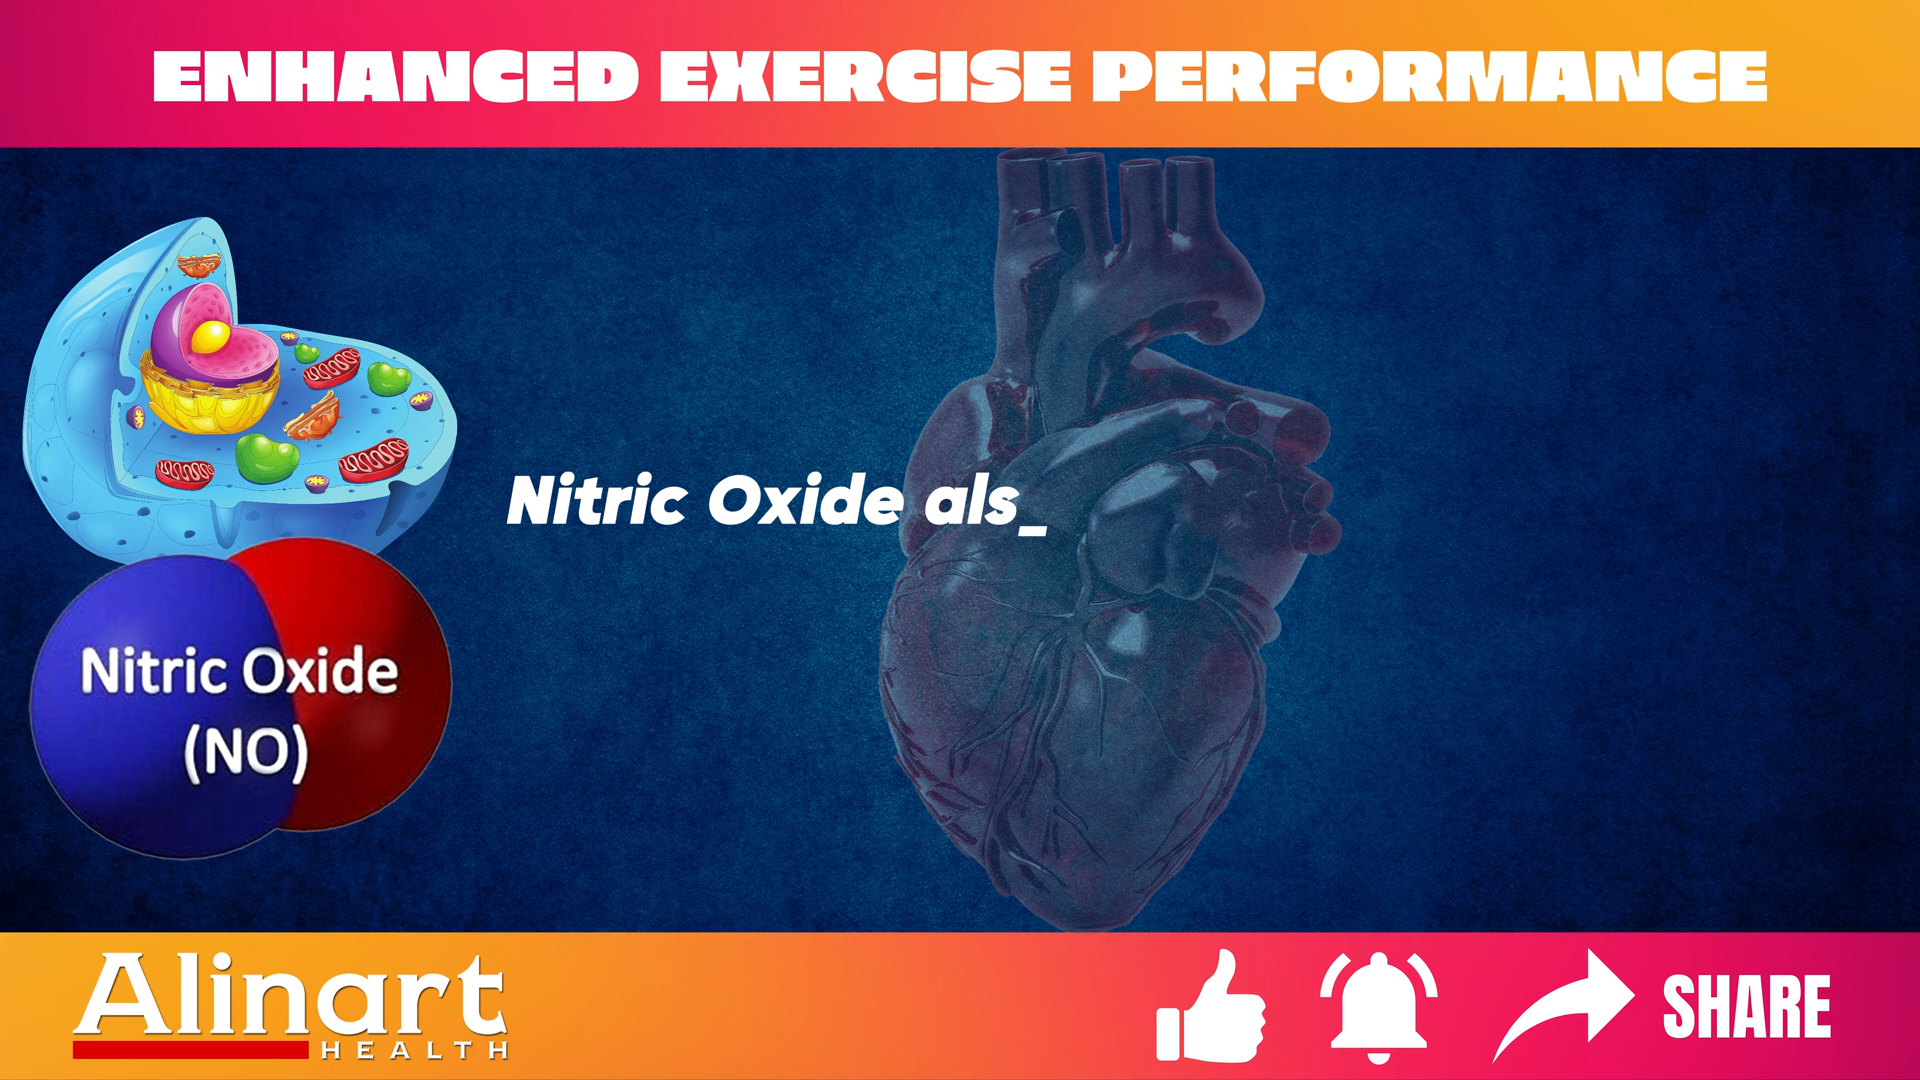 ENHANCED EXERCISE PERFORMANCE
Nitric Oxide als_
Nitric Oxide
(NO)
Alinart
HEALTH
SHARE